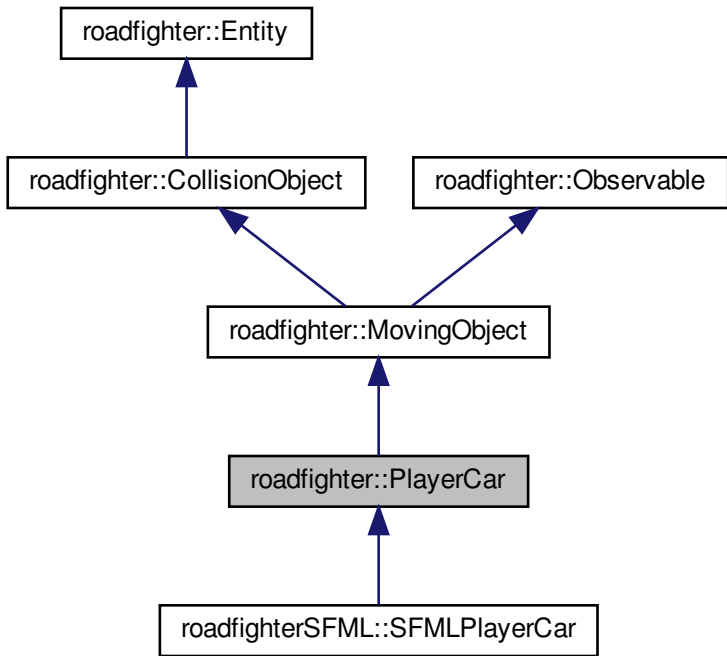 roadfighter::Entity
roadfighter::CollisionObject
roadfighter::Observable
roadfighter::MovingObject
roadfighter::PlayerCar
roadfighterSFML::SFMLPlayerCar